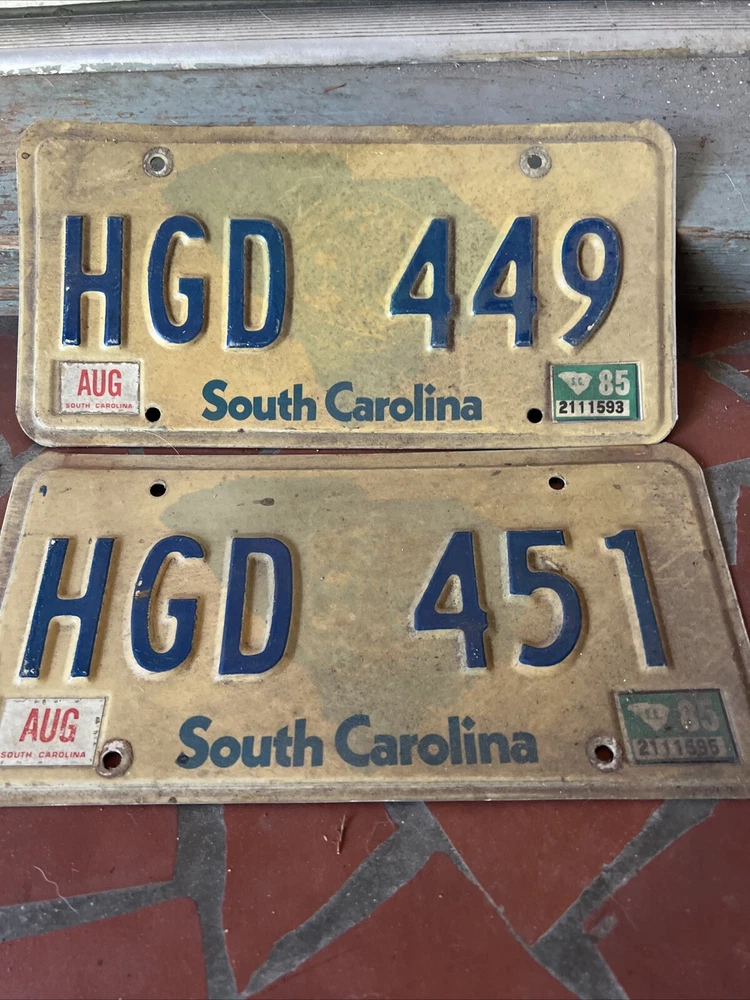 HGD 449
AUG
SOUTH CAROLINA
South Carolina
S.C. 85
2111593
HGD 451
AUG
SOUTH CAROLINA
South Carolina
S.C. 85
2111595